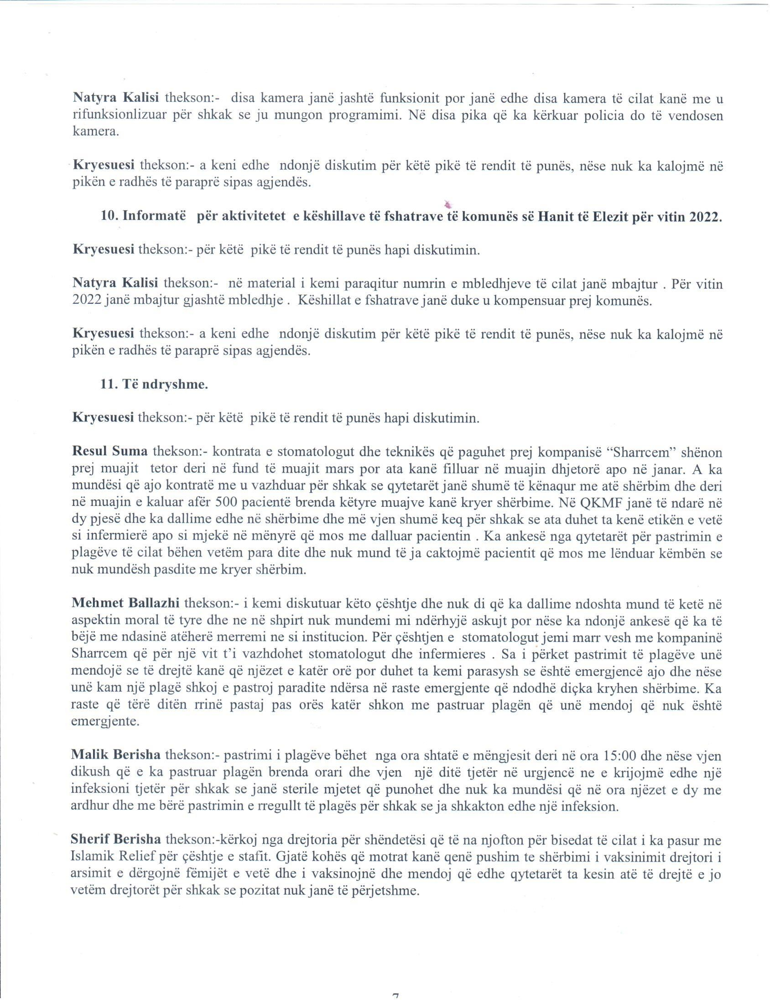 Natyra Kalisi thekson:- disa kamera janë jashtë funksionit por janë edhe disa kamera të cilat kanë me u
rifunksionlizuar për shkak se ju mungon programimi. Në disa pika që ka kërkuar policia do të vendosen
kamera.
Kryesuesi thekson:- a keni edhe ndonjë diskutim për këtë pikë të rendit të punës, nëse nuk ka kalojmë në
pikën e radhës të paraprë sipas agjendës.
10. Informatë për aktivitetet e këshillave të fshatrave të komunës së Hanit të Elezit për vitin 2022.
Kryesuesi thekson:- për këtë pikë të rendit të punës hapi diskutimin.
Natyra Kalisi thekson:- në material i kemi paraqitur numrin e mbledhjeve të cilat janë mbajtur . Për vitin
2022 janë mbajtur gjashtë mbledhje . Këshillat e fshatrave janë duke u kompensuar prej komunës.
Kryesuesi thekson:- a keni edhe ndonjë diskutim për këtë pikë të rendit të punës, nëse nuk ka kalojmë në
pikën e radhës të paraprë sipas agjendës.
11. Të ndryshme.
Kryesuesi thekson:- për këtë pikë të rendit të punës hapi diskutimin.
Resul Suma thekson:- kontrata e stomatologut dhe teknikës që paguhet prej kompanisë “Sharrcem” shënon
prej muajit tetor deri në fund të muajit mars por ata kanë filluar në muajin dhjetorë apo në janar. A ka
mundësi që ajo kontratë me u vazhduar për shkak se qytetarët janë shumë të kënaqur me atë shërbim dhe deri
në muajin e kaluar afër 500 pacientë brenda këtyre muajve kanë kryer shërbime. Në QKMF janë të ndarë në
dy pjesë dhe ka dallime edhe në shërbime dhe më vjen shumë keq për shkak se ata duhet ta kenë etikën e vetë
si infermierë apo si mjekë në mënyrë që mos me dalluar pacientin . Ka ankesë nga qytetarët për pastrimin e
plagëve të cilat bëhen vetëm para dite dhe nuk mund të ja caktojmë pacientit që mos me lënduar këmbën se
nuk mundësh pasdite me kryer shërbim.
Mehmet Ballazhi thekson:- i kemi diskutuar këto çështje dhe nuk di që ka dallime ndoshta mund të ketë në
aspektin moral të tyre dhe ne në shpirt nuk mundemi mi ndërhyjë askujt por nëse ka ndonjë ankesë që ka të
bëjë me ndasinë atëherë merremi ne si institucion. Për çështjen e stomatologut jemi marr vesh me kompaninë
Sharrcem që për një vit t’i vazhdohet stomatologut dhe infermieres . Sa i përket pastrimit të plagëve unë
mendojë se të drejtë kanë që njëzet e katër orë por duhet ta kemi parasysh se është emergjencë ajo dhe nëse
unë kam një plagë shkoj e pastroj paradite ndërsa në raste emergjente që ndodhë diçka kryhen shërbime. Ka
raste që tërë ditën rrinë pastaj pas orës katër shkon me pastruar plagën që unë mendoj që nuk është
emergjente.
Malik Berisha thekson:- pastrimi i plagëve bëhet nga ora shtatë e mëngjesit deri në ora 15:00 dhe nëse vjen
dikush që e ka pastruar plagën brenda orari dhe vjen një ditë tjetër në urgjencë ne e krijojmë edhe një
infeksioni tjetër për shkak se janë sterile mjetet që punohet dhe nuk ka mundësi që në ora njëzet e dy me
ardhur dhe me bërë pastrimin e rregullt të plagës për shkak se ja shkakton edhe një infeksion.
Sherif Berisha thekson:-kërkoj nga drejtoria për shëndetësi që të na njofton për bisedat të cilat i ka pasur me
Islamik Relief për çështje e stafit. Gjatë kohës që motrat kanë qenë pushim te shërbimi i vaksinimit drejtori i
arsimit e dërgojnë fëmijët e vetë dhe i vaksinojnë dhe mendoj që edhe qytetarët ta kesin atë të drejtë e jo
vetëm drejtorët për shkak se pozitat nuk janë të përjetshme.
7